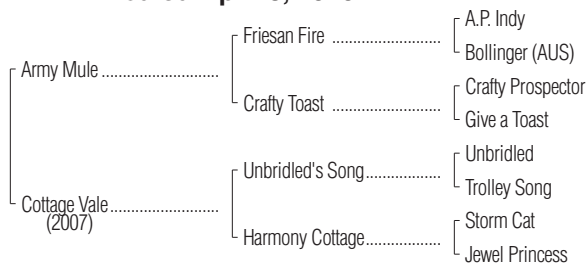 A.P. Indy
Friesan Fire ........................
Bollinger (AUS)
Army Mule ..........................
Crafty Prospector
Crafty Toast ........................
Give a Toast
Unbridled
Unbridled's Song.................
Trolley Song
Cottage Vale........................
(2007)
Storm Cat
Harmony Cottage.................
Jewel Princess